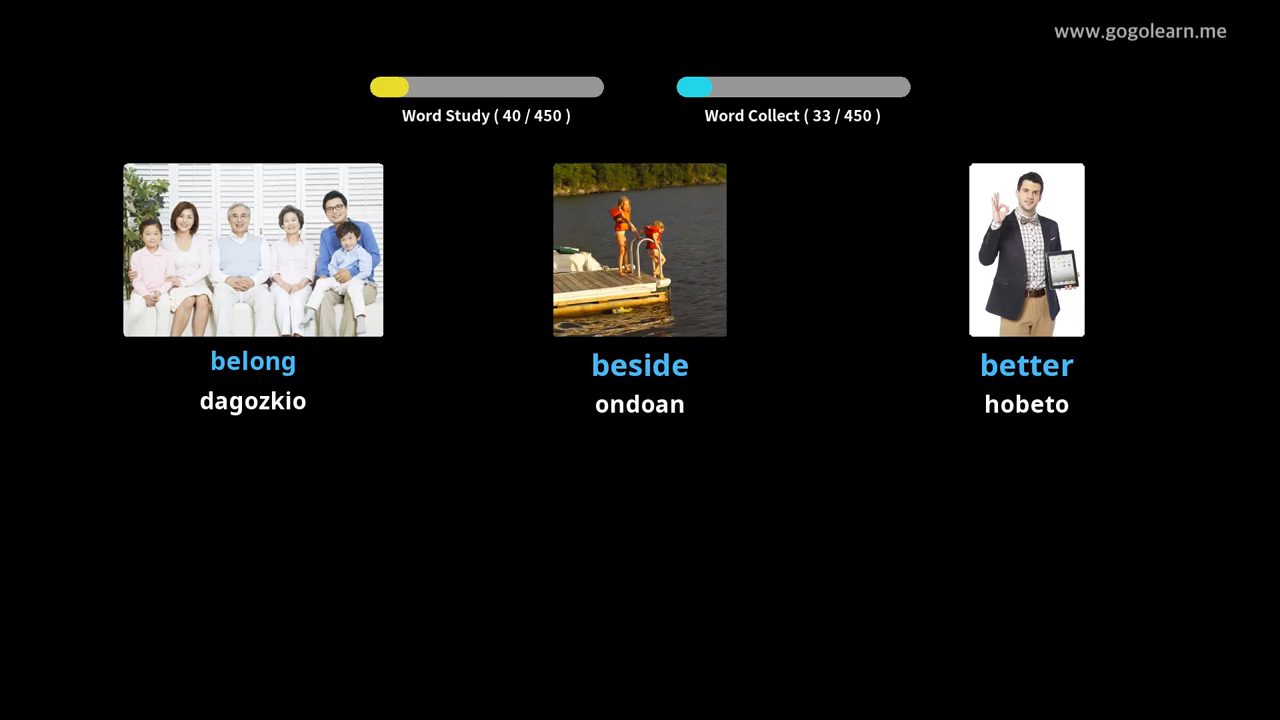 www.gogolearn.me
Word Study ( 40 / 450 )
Word Collect ( 33 / 450 )
belong
dagozkio
beside
ondoan
better
hobeto